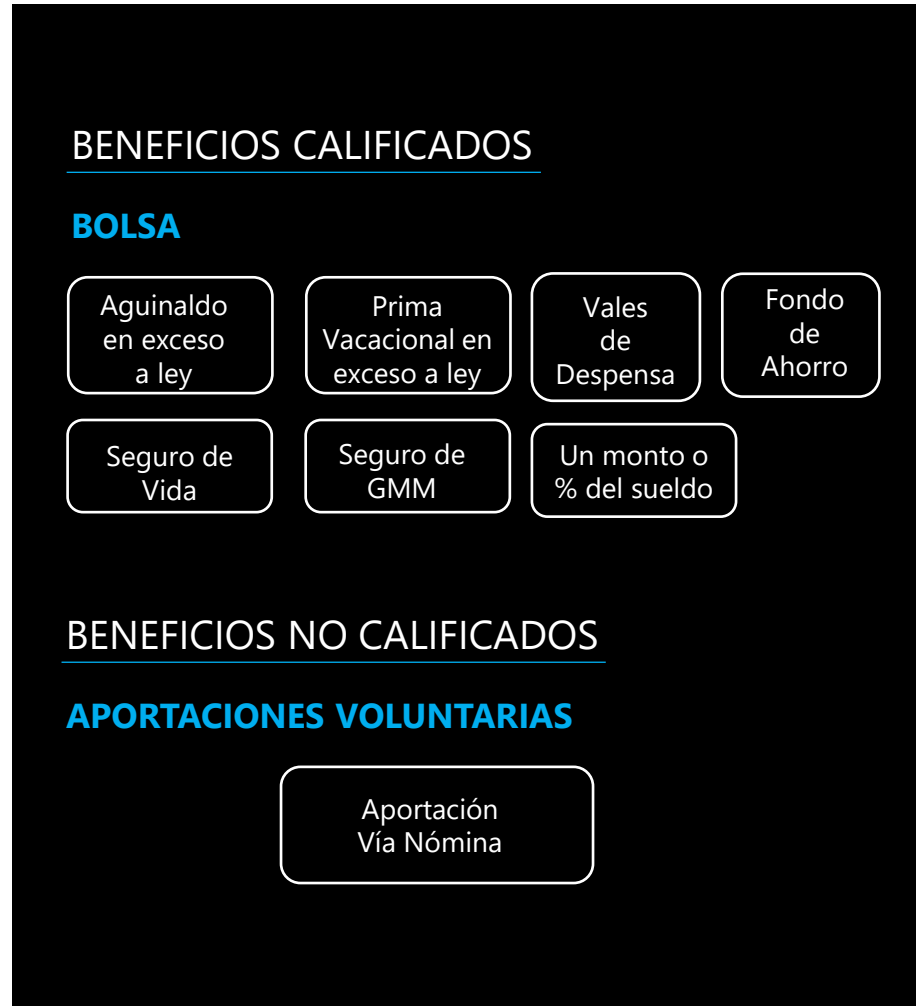 BENEFICIOS CALIFICADOS
BOLSA
Aguinaldo
en exceso
a ley
Prima
Vacacional en
exceso a ley
Vales
de
Despensa
Fondo
de
Ahorro
Seguro de
Vida
Seguro de
GMM
Un monto o
% del sueldo
BENEFICIOS NO CALIFICADOS
APORTACIONES VOLUNTARIAS
Aportación
Vía Nómina